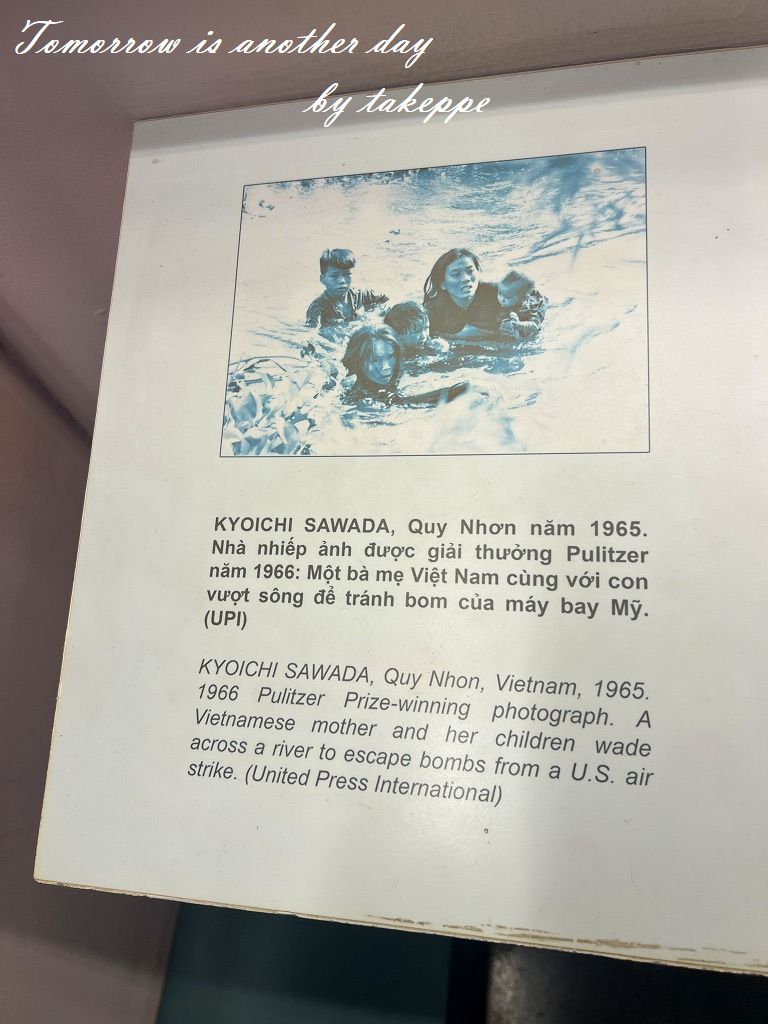 Tomorrow is another day
by takeppe
KYOICHI SAWADA, Quy Nhơn năm 1965.
Nhà nhiếp ảnh được giải thưởng Pulitzer
năm 1966: Một bà mẹ Việt Nam cùng với con
vượt sông để tránh bom của máy bay Mỹ.
(UPI)
KYOICHI SAWADA, Quy Nhon, Vietnam, 1965.
1966 Pulitzer Prize-winning photograph. A
Vietnamese mother and her children wade
across a river to escape bombs from a U.S. air
strike. (United Press International)